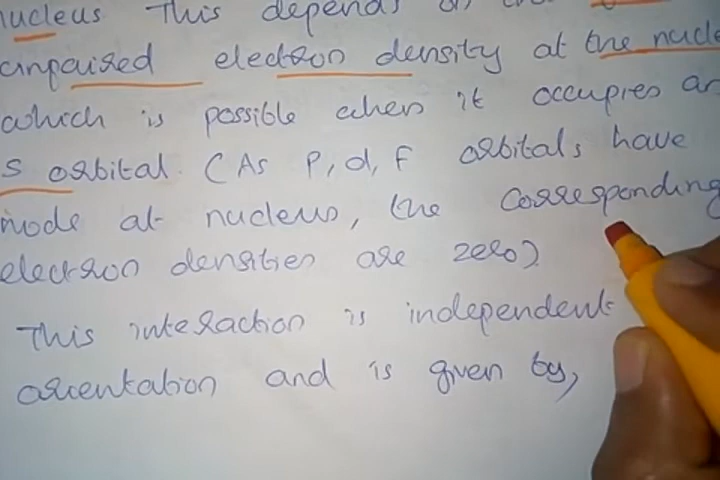 nucleus This depends on the
unpaired electron density at the nucle
which is possible when it occupies an
s orbital. (As p, d, f orbitals have
node at nucleus, the corresponding
electron densities are zero)
This interaction is independent
orientation and is given by,